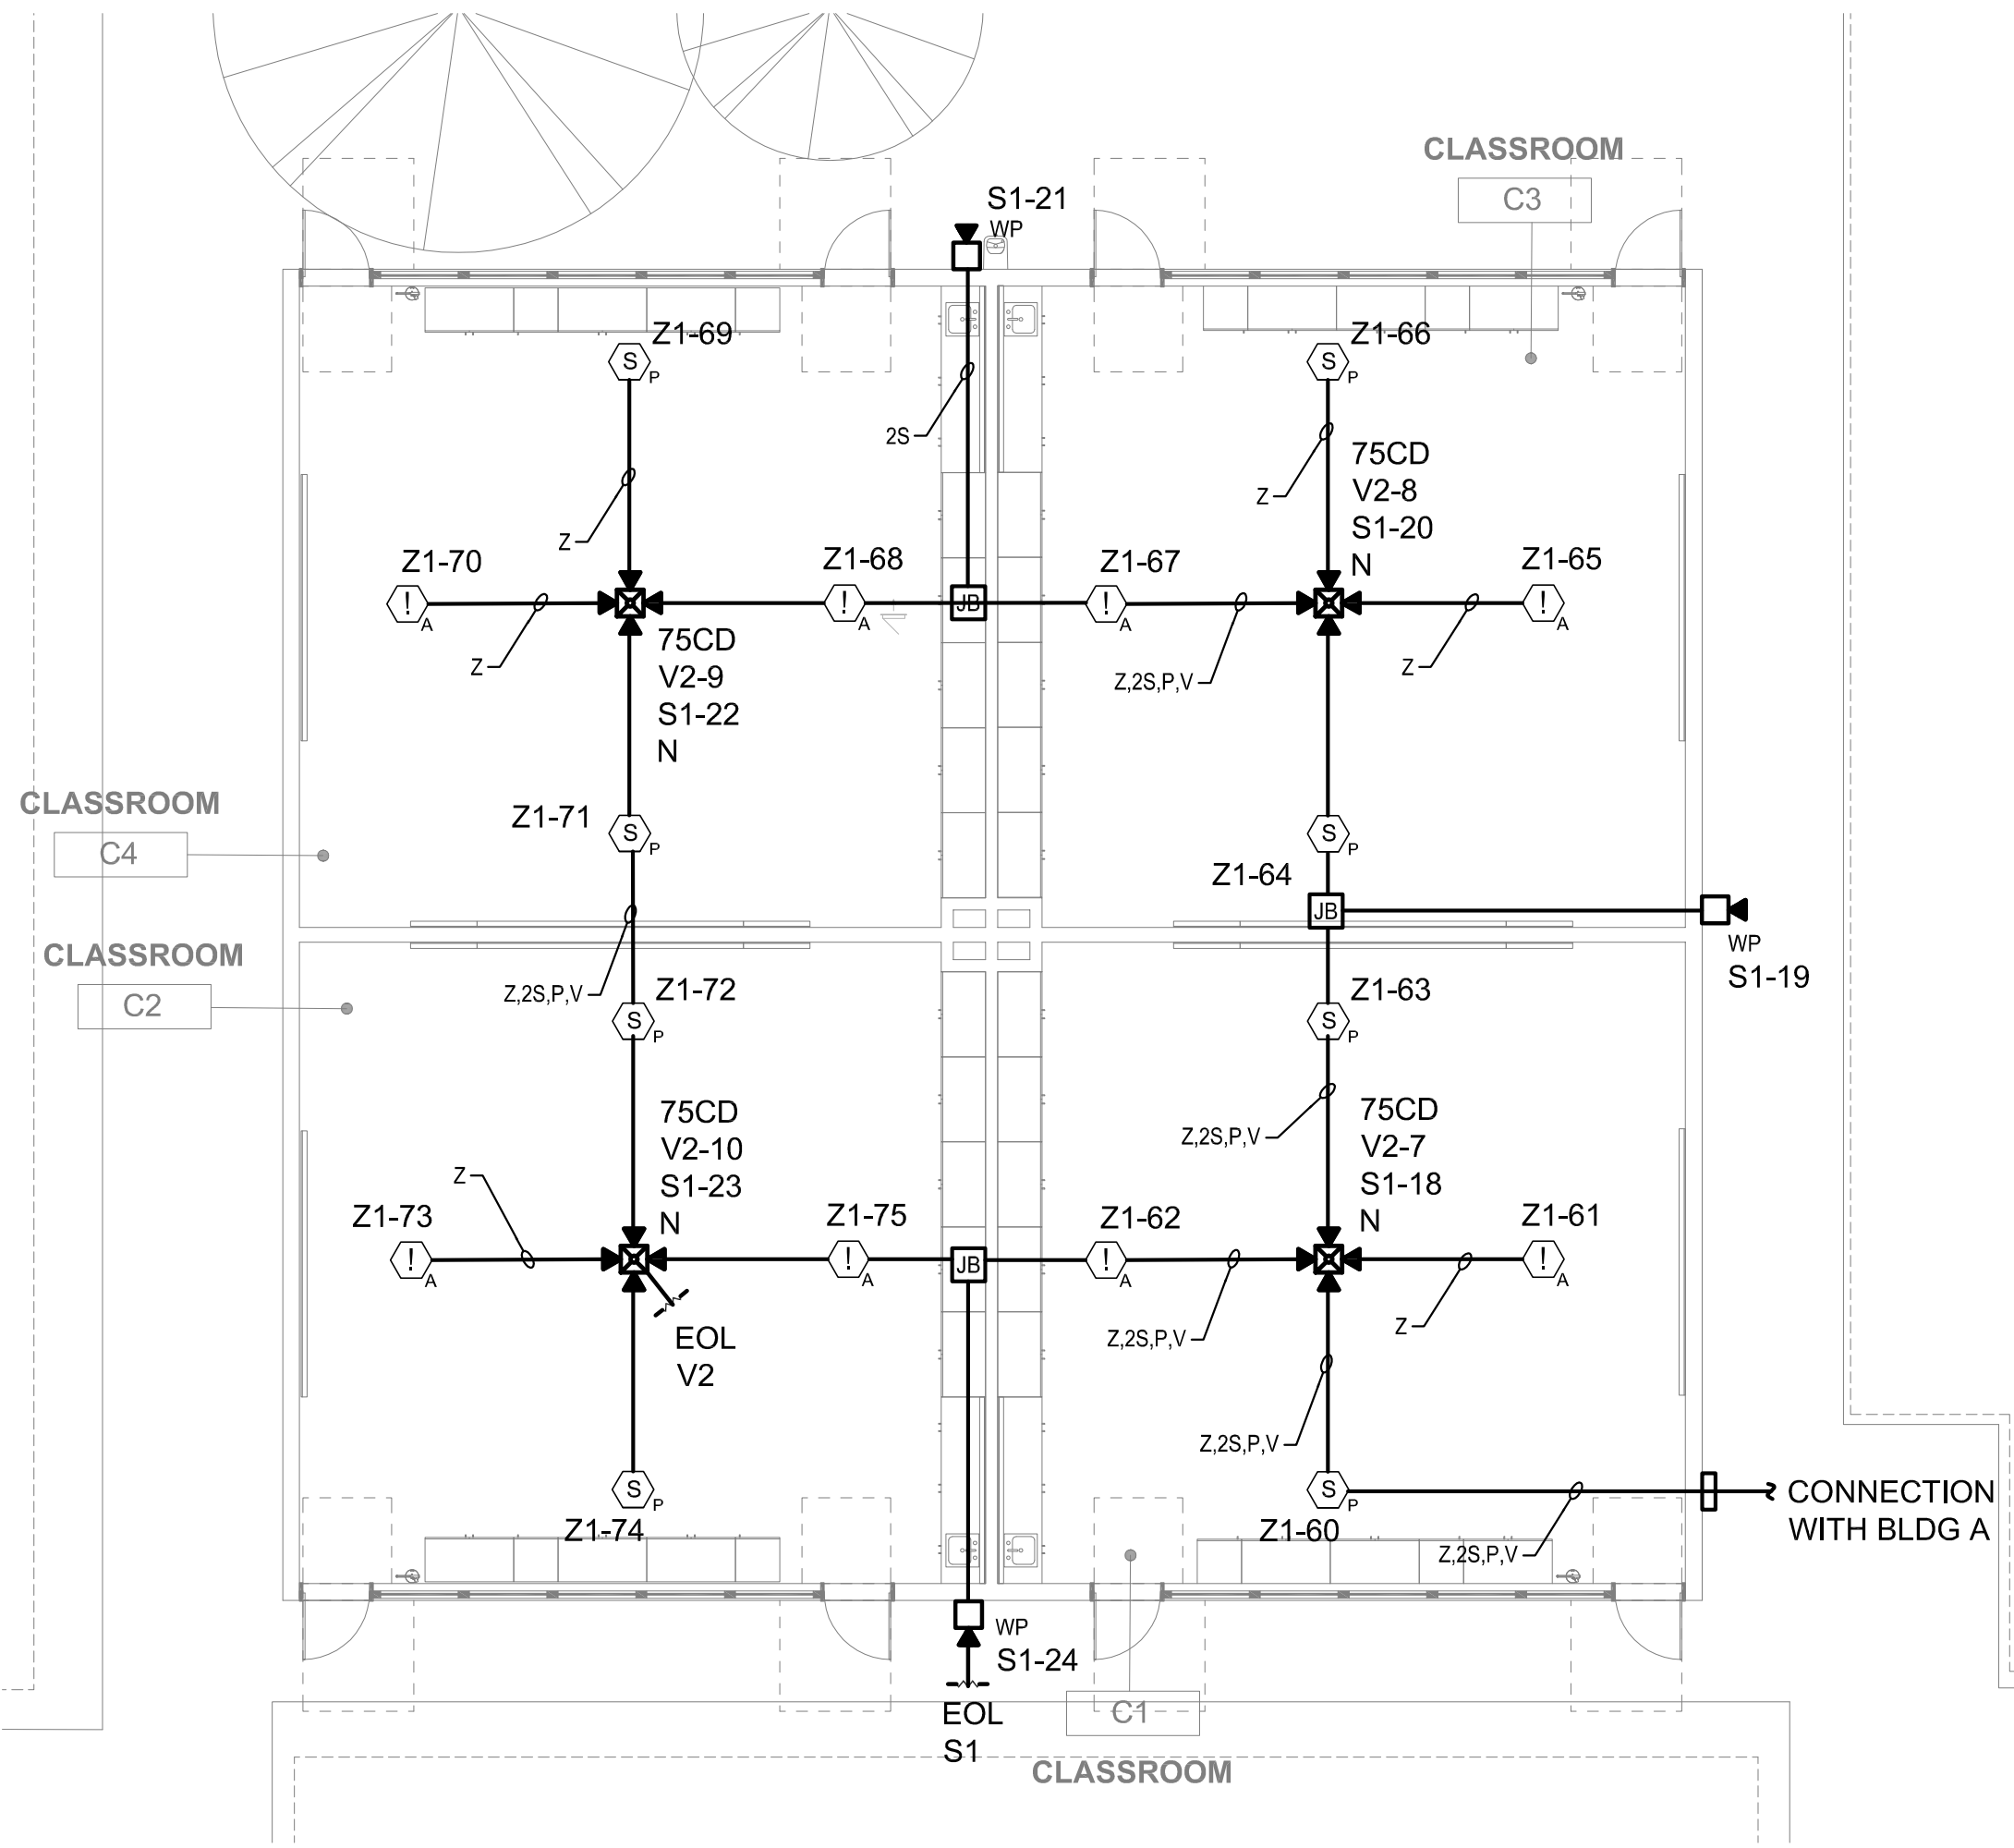 CLASSROOM
C3
S1-21
WP
Z1-69
S
P
Z1-66
S
P
2S
Z
Z
75CD
V2-8
S1-20
N
Z1-70
!
A
Z1-68
!
A
JB
Z1-67
!
A
Z1-65
!
A
Z
75CD
V2-9
S1-22
N
Z,2S,P,V
Z
CLASSROOM
C4
Z1-71
S
P
S
P
Z1-64
JB
WP
S1-19
CLASSROOM
C2
Z,2S,P,V
Z1-72
S
P
Z1-63
S
P
75CD
V2-10
S1-23
N
Z,2S,P,V
75CD
V2-7
S1-18
N
Z
Z1-73
!
A
Z1-75
!
A
JB
Z1-62
!
A
Z1-61
!
A
EOL
V2
Z,2S,P,V
Z
Z,2S,P,V
S
P
Z1-74
S
P
Z1-60
Z,2S,P,V
CONNECTION
WITH BLDG A
WP
S1-24
EOL
S1
C1
CLASSROOM